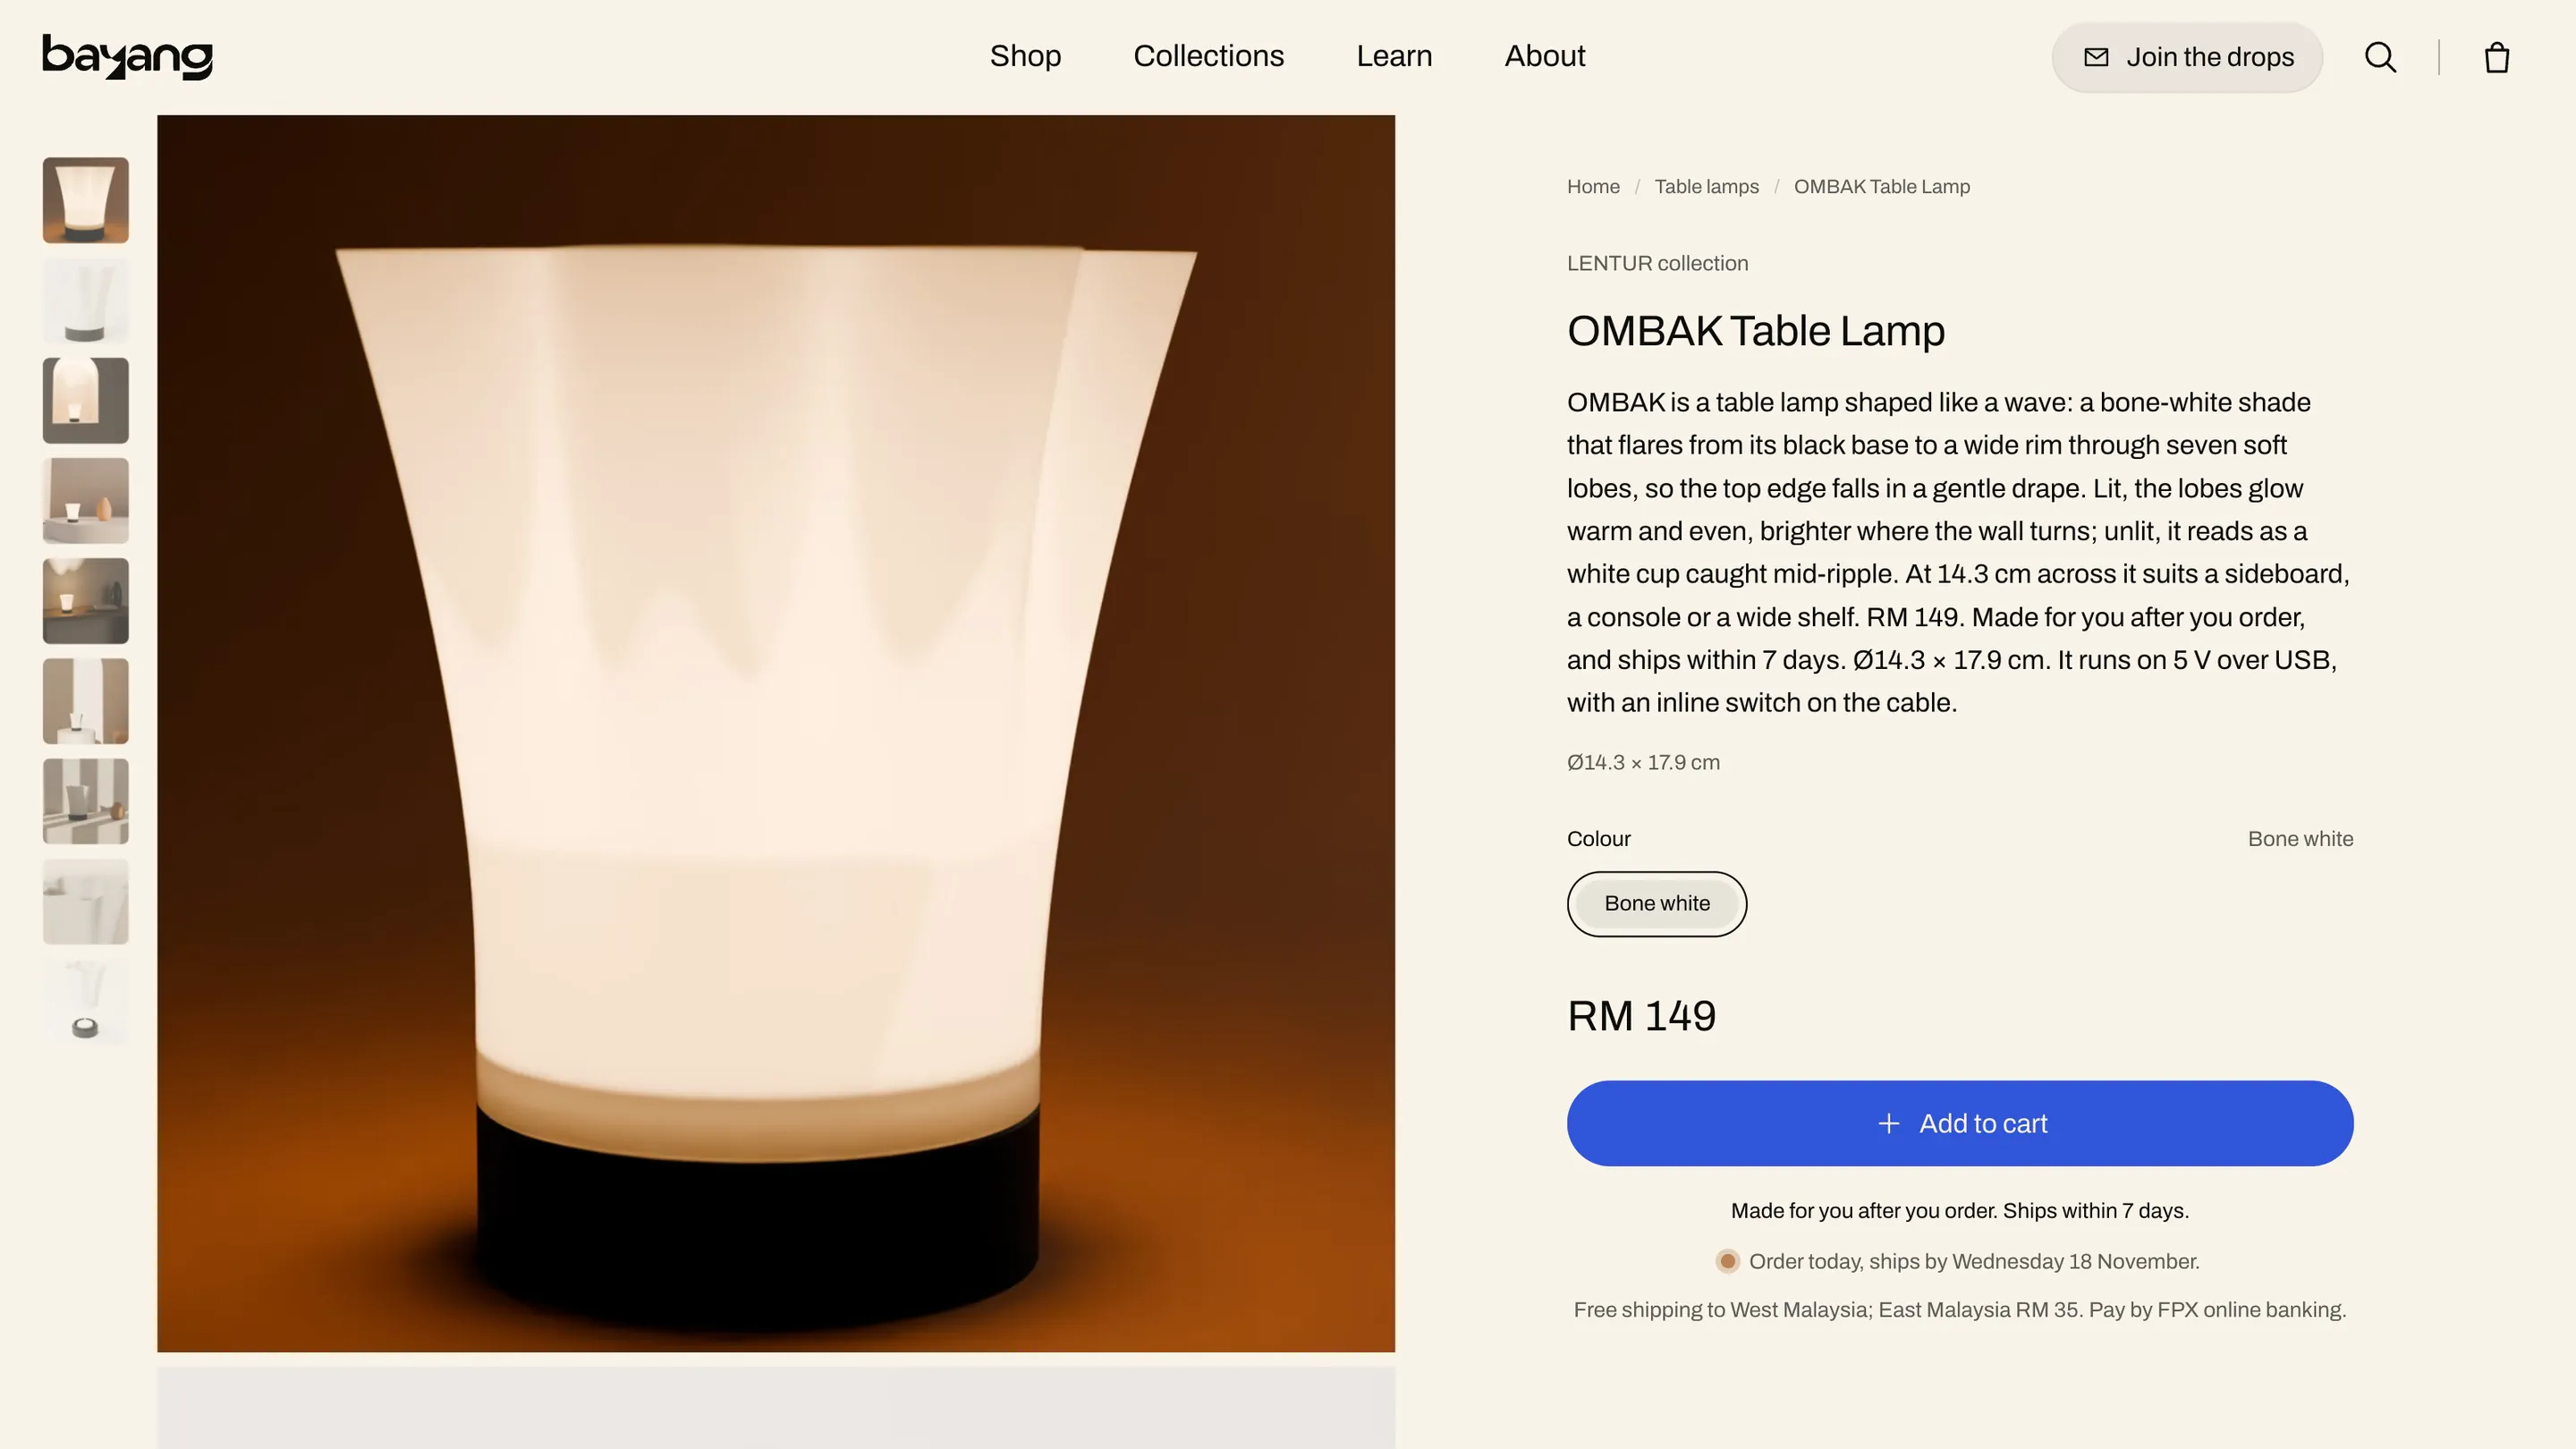 bayang
Shop
Collections
Learn
About
Join the drops
Home / Table lamps / OMBAK Table Lamp
LENTUR collection
OMBAK Table Lamp
OMBAK is a table lamp shaped like a wave: a bone-white shade
that flares from its black base to a wide rim through seven soft
lobes, so the top edge falls in a gentle drape. Lit, the lobes glow
warm and even, brighter where the wall turns; unlit, it reads as a
white cup caught mid-ripple. At 14.3 cm across it suits a sideboard,
a console or a wide shelf. RM 149. Made for you after you order,
and ships within 7 days. Ø14.3 × 17.9 cm. It runs on 5 V over USB,
with an inline switch on the cable.
Ø14.3 × 17.9 cm
Colour
Bone white
Bone white
RM 149
Add to cart
Made for you after you order. Ships within 7 days.
Order today, ships by Wednesday 18 November.
Free shipping to West Malaysia; East Malaysia RM 35. Pay by FPX online banking.